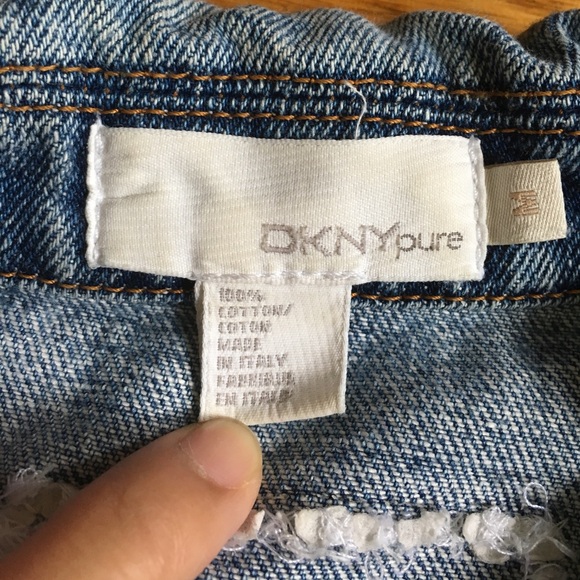 DKNYpure
M
100%
COTTON/
COTON
MADE
IN ITALY
FABRIQUE
EN ITALIE